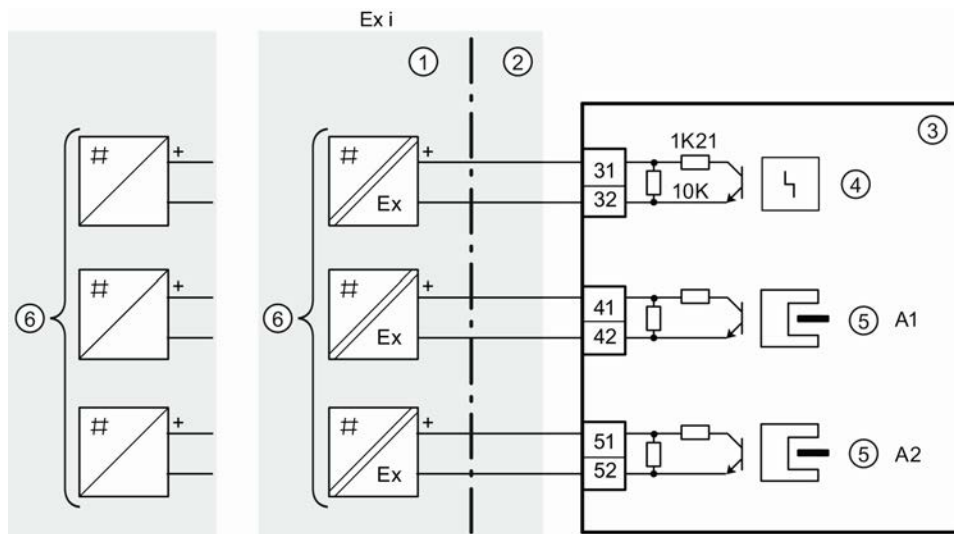 Ex i
① ②
③
# + # + 31 1K21
Ex 32 10K ④
⑥ # + ⑥ # + 41 ⑤ A1
Ex 42
# + # + 51 ⑤ A2
Ex 52